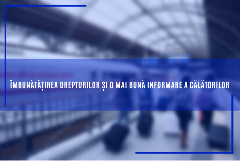 ÎMBUNĂTĂȚIREA DREPTURILOR ȘI O MAI BUNĂ INFORMARE A CĂLĂTORILOR